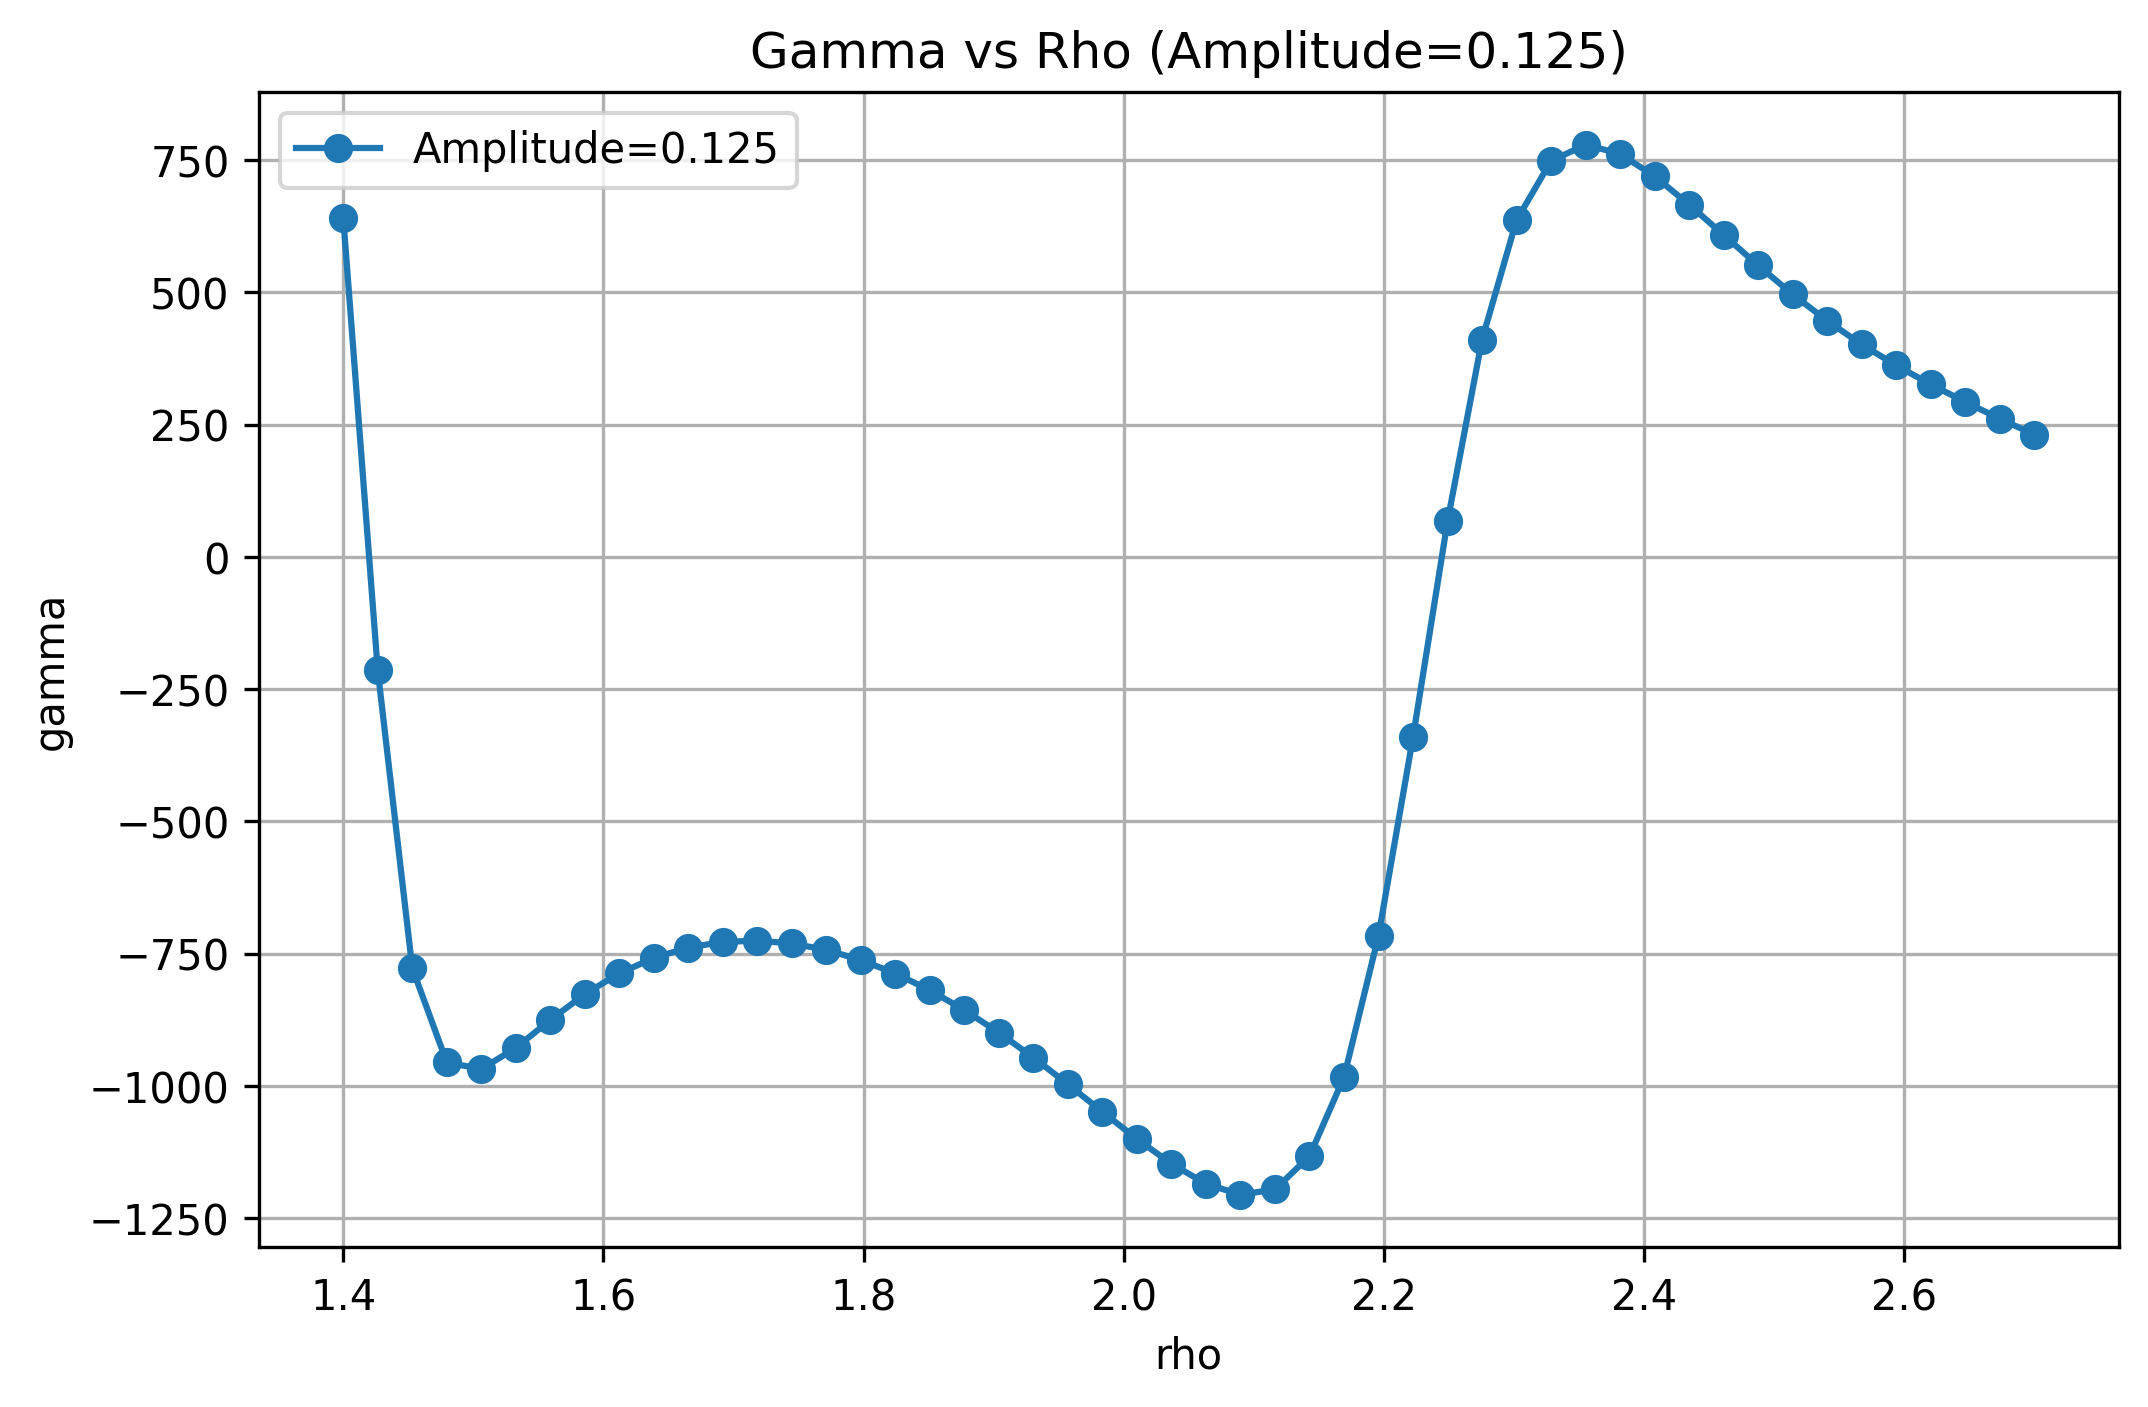 Gamma vs Rho (Amplitude=0.125)
Amplitude=0.125
750
500
250
0
−250
−500
−750
−1000
−1250
gamma
1.4 1.6 1.8 2.0 2.2 2.4 2.6
rho